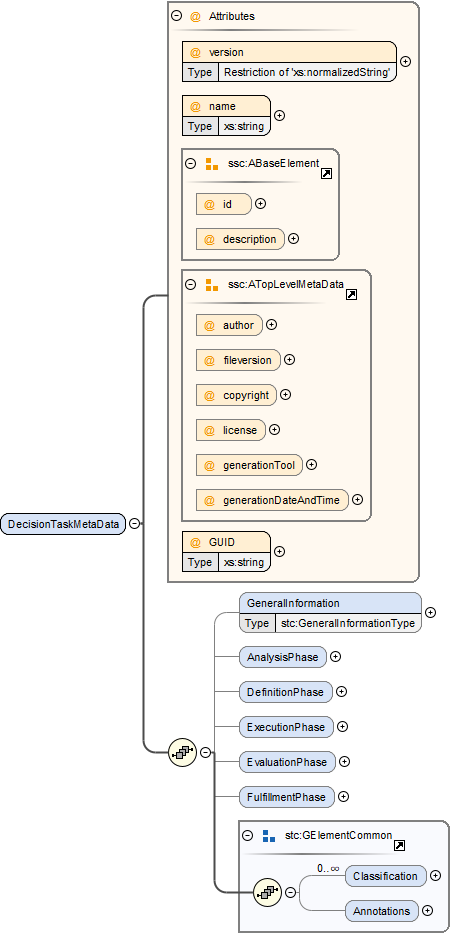 @ Attributes
@ version
Type Restriction of 'xs:normalizedString'
@ name
Type xs:string
ssc:ABaseElement
@ id
@ description
ssc:ATopLevelMetaData
@ author
@ fileversion
@ copyright
@ license
@ generationTool
@ generationDateAndTime
DecisionTaskMetaData
@ GUID
Type xs:string
GeneralInformation
Type stc:GeneralInformationType
AnalysisPhase
DefinitionPhase
ExecutionPhase
EvaluationPhase
FulfillmentPhase
stc:GElementCommon
0..∞
Classification
Annotations